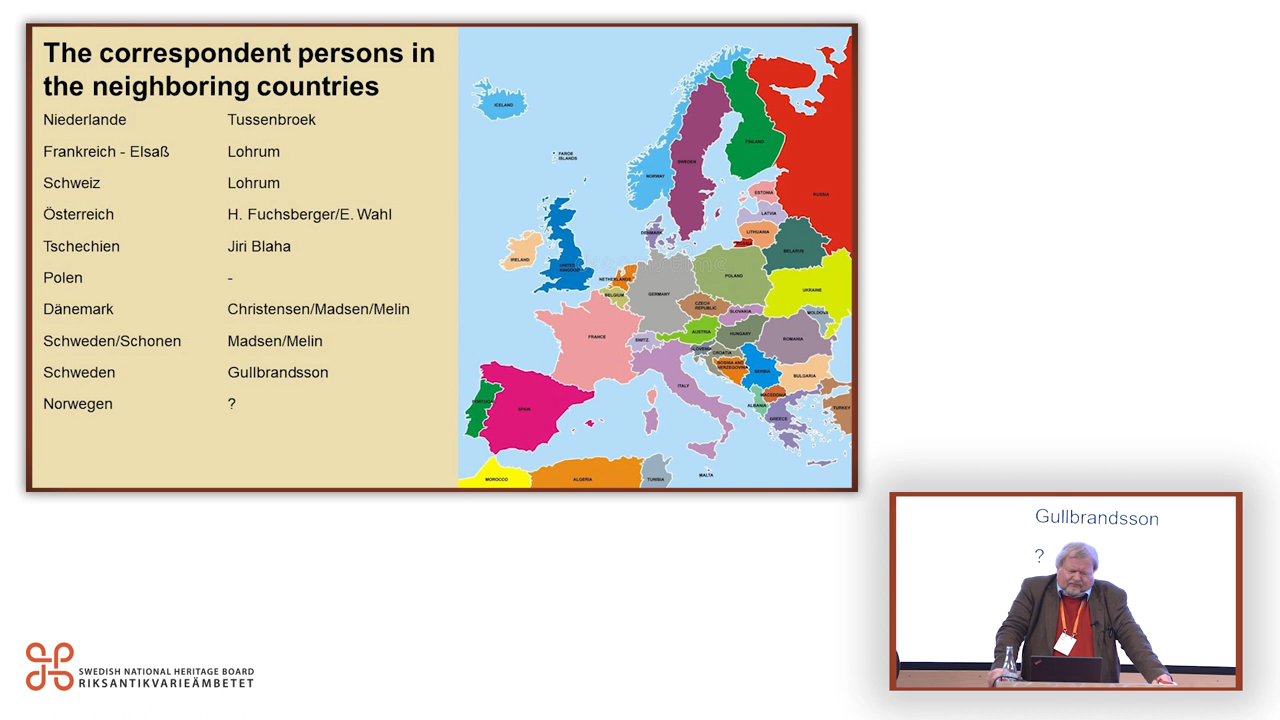 The correspondent persons in
the neighboring countries
Niederlande Tussenbroek
Frankreich - Elsaß Lohrum
Schweiz Lohrum
Österreich H. Fuchsberger/E. Wahl
Tschechien Jiri Blaha
Polen -
Dänemark Christensen/Madsen/Melin
Schweden/Schonen Madsen/Melin
Schweden Gullbrandsson
Norwegen ?
ICELAND
FAROE
ISLANDS
NORWAY
SWEDEN
FINLAND
RUSSIA
ESTONIA
LATVIA
LITHUANIA
DENMARK
BELARUS
IRELAND
UNITED
KINGDOM
NETHERLANDS
BELGIUM
GERMANY
POLAND
UKRAINE
CZECH
REPUBLIC
SLOVAKIA
MOLDOVA
FRANCE
SWITZ.
AUSTRIA
HUNGARY
ROMANIA
SLOVENIA
CROATIA
BOSNIA AND
HERZEGOVINA
SERBIA
BULGARIA
ITALY
MACEDONIA
ALBANIA
GREECE
TURKEY
PORTUGAL
SPAIN
MOROCCO
ALGERIA
TUNISIA
MALTA
Gullbrandsson
?
SWEDISH NATIONAL HERITAGE BOARD
RIKSANTIKVARIEÄMBETET